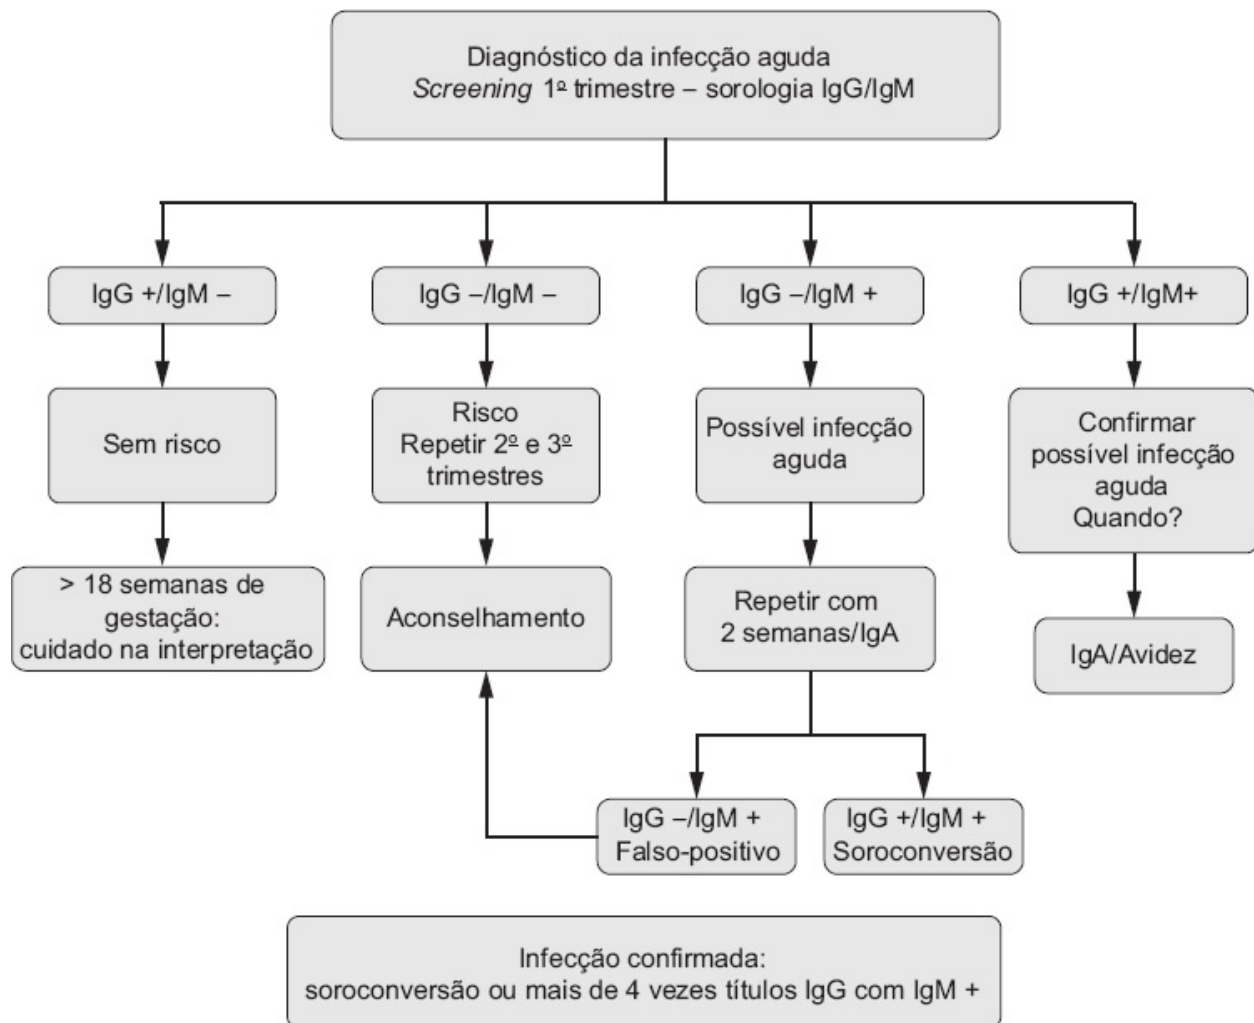 Diagnóstico da infecção aguda
Screening 1º trimestre – sorologia IgG/IgM
IgG +/IgM –
IgG –/IgM –
IgG –/IgM +
IgG +/IgM+
Sem risco
Risco
Repetir 2º e 3º
trimestres
Possível infecção
aguda
Confirmar
possível infecção
aguda
Quando?
> 18 semanas de
gestação:
cuidado na interpretação
Aconselhamento
Repetir com
2 semanas/IgA
IgA/Avidez
IgG –/IgM +
Falso-positivo
IgG +/IgM +
Soroconversão
Infecção confirmada:
soroconversão ou mais de 4 vezes títulos IgG com IgM +